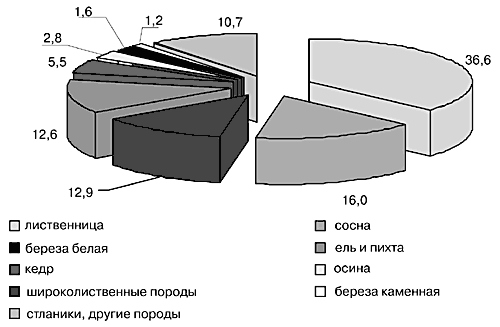 1,6
1,2
10,7
2,8
5,5
36,6
12,6
12,9
16,0
лиственница
сосна
береза белая
ель и пихта
кедр
осина
широколиственные породы
береза каменная
стланики, другие породы